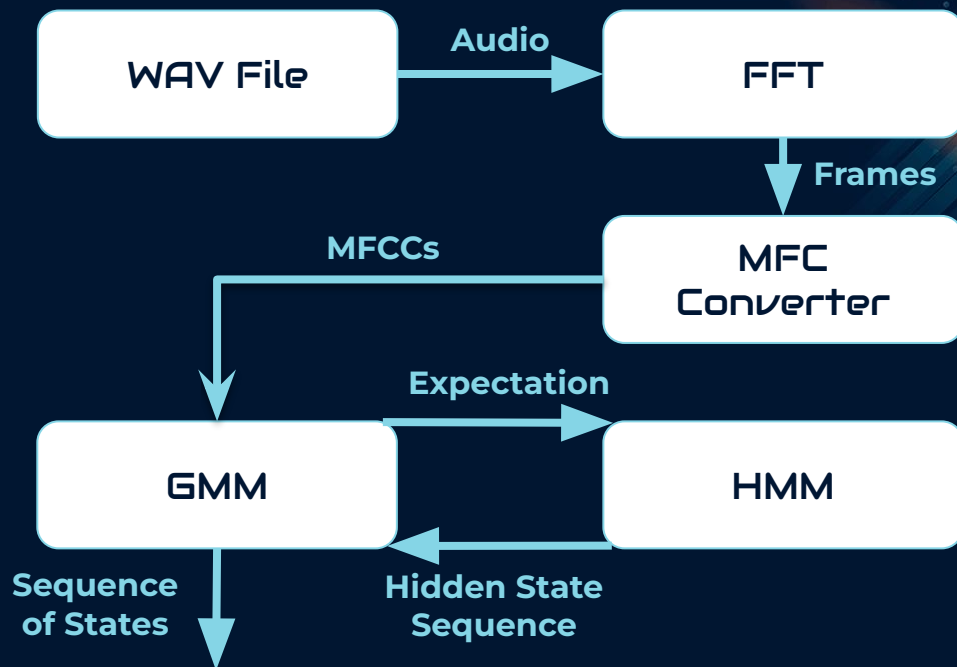 WAV File
Audio
FFT
Frames
MFCCs
MFC
Converter
Expectation
GMM
HMM
Sequence
of States
Hidden State
Sequence